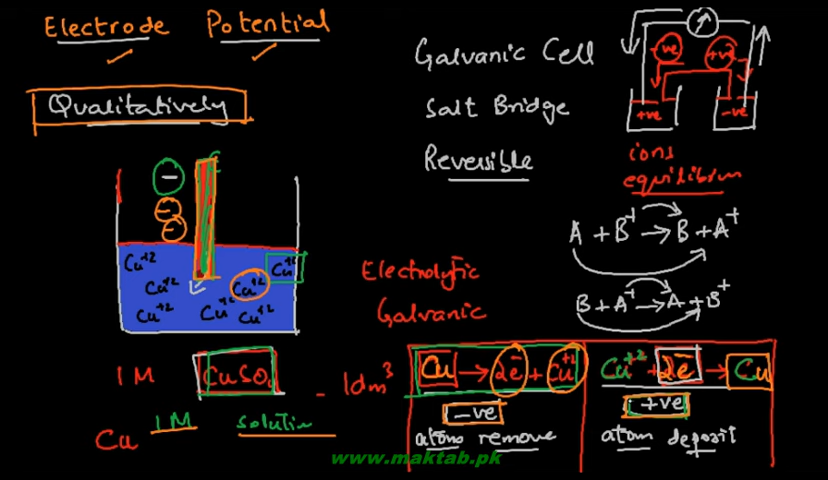 Electrode Potential
Qualitatively
Galvanic Cell
Salt Bridge
Reversible
-ve +ve
+ve -ve
ions
equilibrium
A + B⁺ → B + A⁺
B + A⁺ → A + B⁺
−
− −
Cu⁺² Cu⁺²
Cu⁺² Cu⁺²
Cu⁺² Cu⁺² Cu⁺²
Electrolytic
Galvanic
1M CuSO₄ - 1dm³
1M solution
Cu
Cu → 2e⁻ + Cu⁺²
-ve
atoms remove
Cu⁺² + 2e⁻ → Cu
+ve
atom deposit
www.maktab.pk